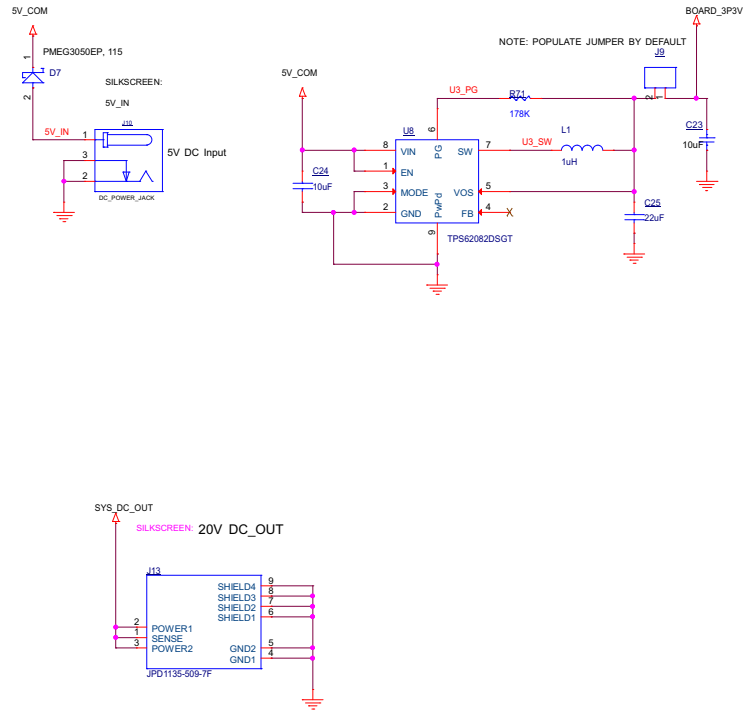 5V_COM
BOARD_3P3V
NOTE: POPULATE JUMPER BY DEFAULT
J9
1
PMEG3050EP, 115
D7
2
SILKSCREEN:
5V_IN
5V_IN
J10
1
3
2
5V DC Input
DC_POWER_JACK
5V_COM
U3_PG
R71
178K
2
1
C23
10uF
U8
6
8
VIN
PG
SW
7
U3_SW
L1
1uH
1
EN
C24
10uF
3
MODE
VOS
5
2
GND
PwPd
FB
4
X
9
TPS62082DSGT
C25
22uF
SYS_DC_OUT
SILKSCREEN: 20V DC_OUT
J13
SHIELD4
9
SHIELD3
8
SHIELD2
7
SHIELD1
6
2
POWER1
1
SENSE
3
POWER2
GND2
5
GND1
4
JPD1135-509-7F